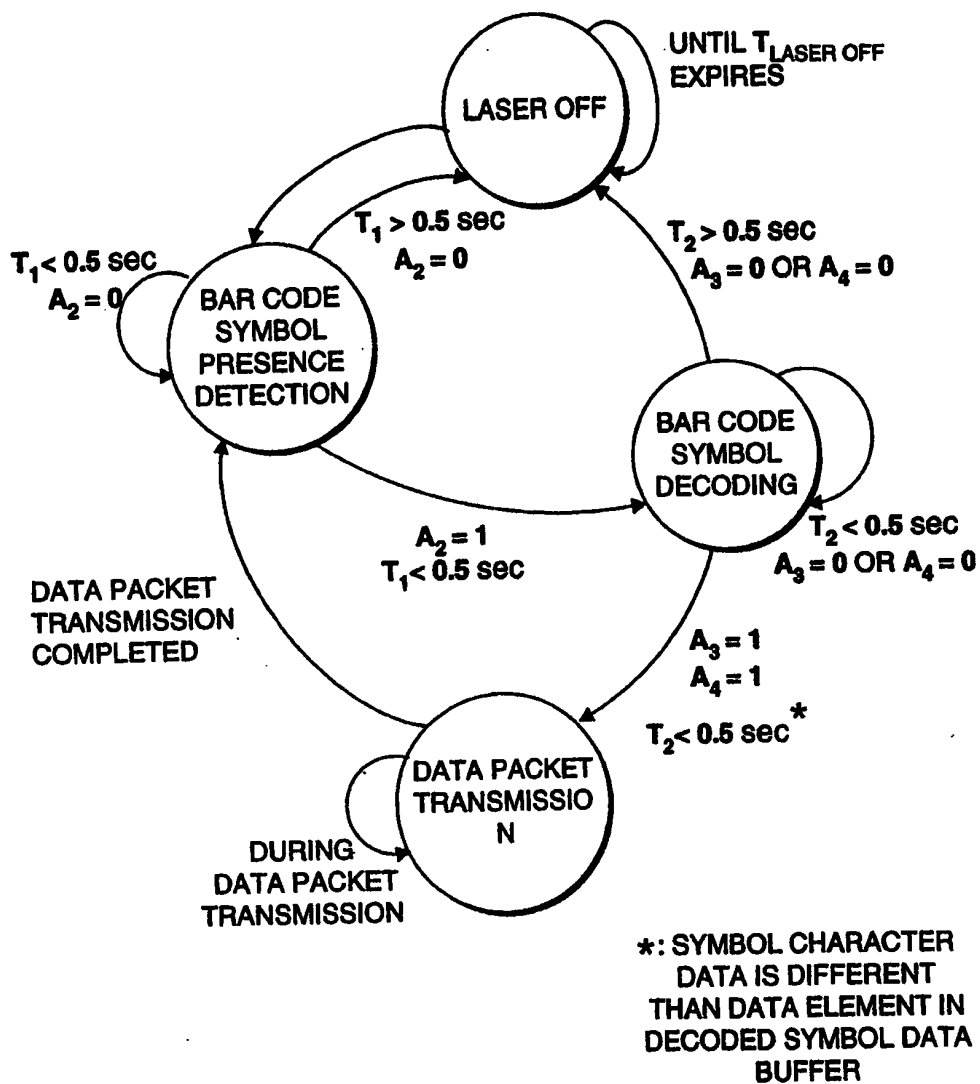 UNTIL T_LASER OFF
EXPIRES
LASER OFF
T₁ > 0.5 sec
A₂ = 0
T₂ > 0.5 sec
A₃ = 0 OR A₄ = 0
T₁ < 0.5 sec
A₂ = 0
BAR CODE
SYMBOL
PRESENCE
DETECTION
BAR CODE
SYMBOL
DECODING
T₂ < 0.5 sec
A₃ = 0 OR A₄ = 0
A₂ = 1
T₁ < 0.5 sec
DATA PACKET
TRANSMISSION
COMPLETED
A₃ = 1
A₄ = 1
T₂ < 0.5 sec*
DATA PACKET
TRANSMISSIO
N
DURING
DATA PACKET
TRANSMISSION
*: SYMBOL CHARACTER
DATA IS DIFFERENT
THAN DATA ELEMENT IN
DECODED SYMBOL DATA
BUFFER